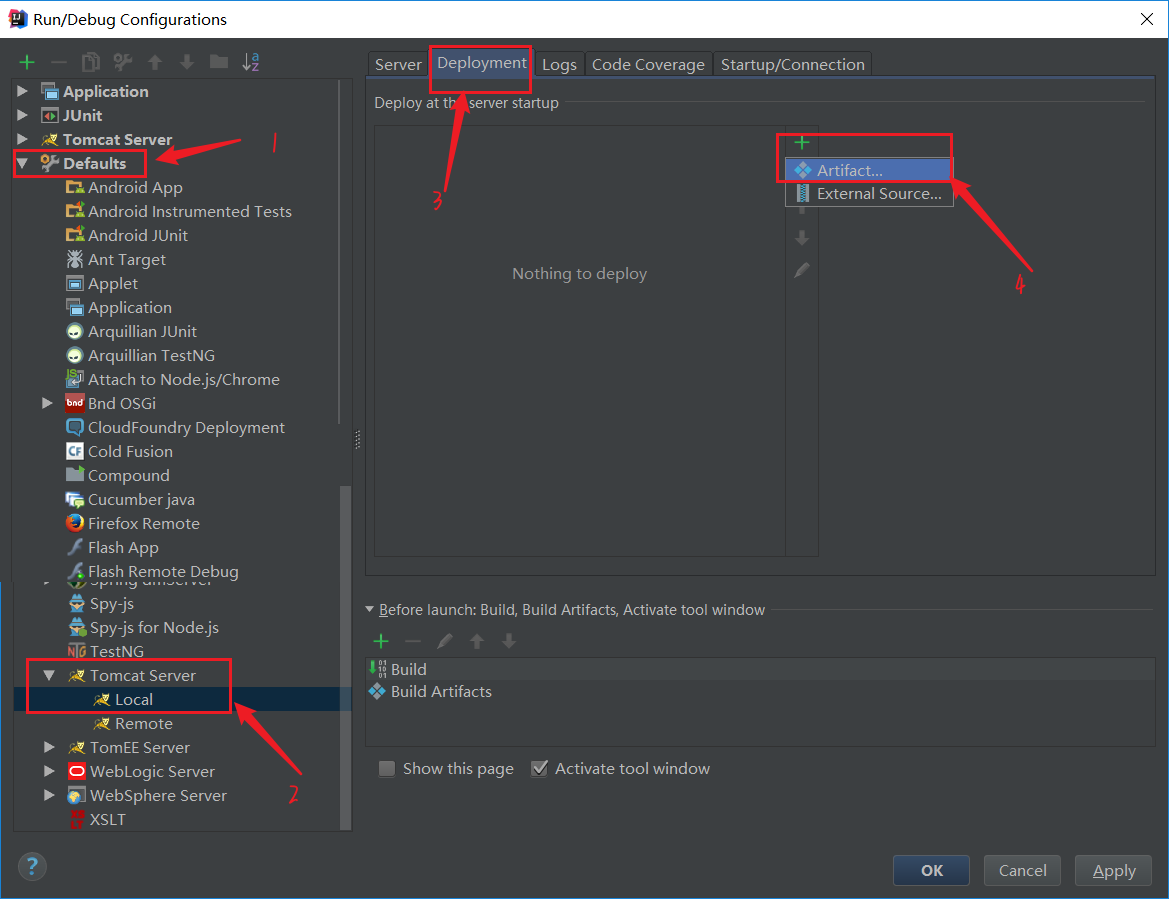 Run/Debug Configurations
Application
JUnit
Tomcat Server
Defaults
1
Android App
Android Instrumented Tests
Android JUnit
Ant Target
Applet
Application
Arquillian JUnit
Arquillian TestNG
Attach to Node.js/Chrome
bnd Bnd OSGi
CloudFoundry Deployment
CF Cold Fusion
Compound
Cucumber java
Firefox Remote
Flash App
Flash Remote Debug
Spring dmServer
Spy-js
Spy-js for Node.js
TestNG
Tomcat Server
Local
Remote
2
TomEE Server
WebLogic Server
WebSphere Server
XSLT
Server Deployment Logs Code Coverage Startup/Connection
Deploy at the server startup
3
Artifact...
External Source...
4
Nothing to deploy
Before launch: Build, Build Artifacts, Activate tool window
Build
Build Artifacts
Show this page Activate tool window
?
OK Cancel Apply